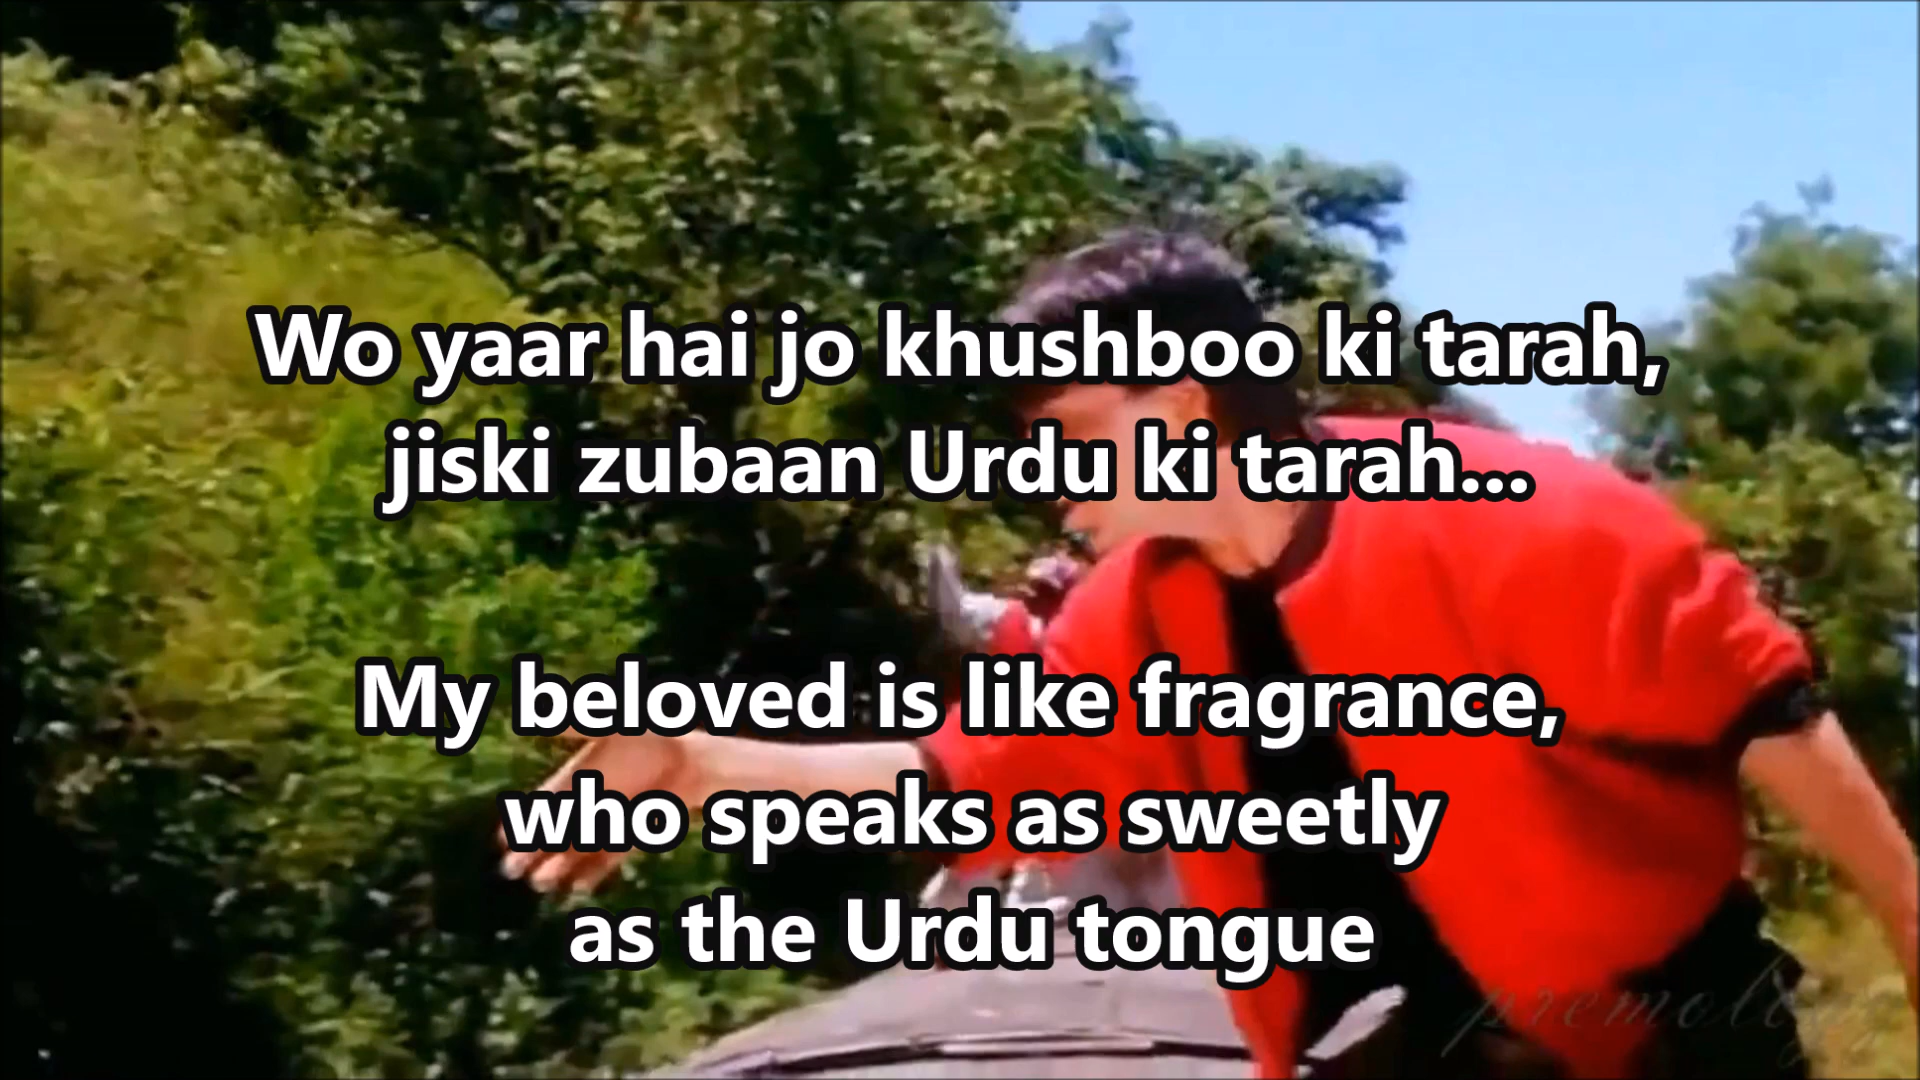 Wo yaar hai jo khushboo ki tarah,
jiski zubaan Urdu ki tarah...
My beloved is like fragrance,
who speaks as sweetly
as the Urdu tongue